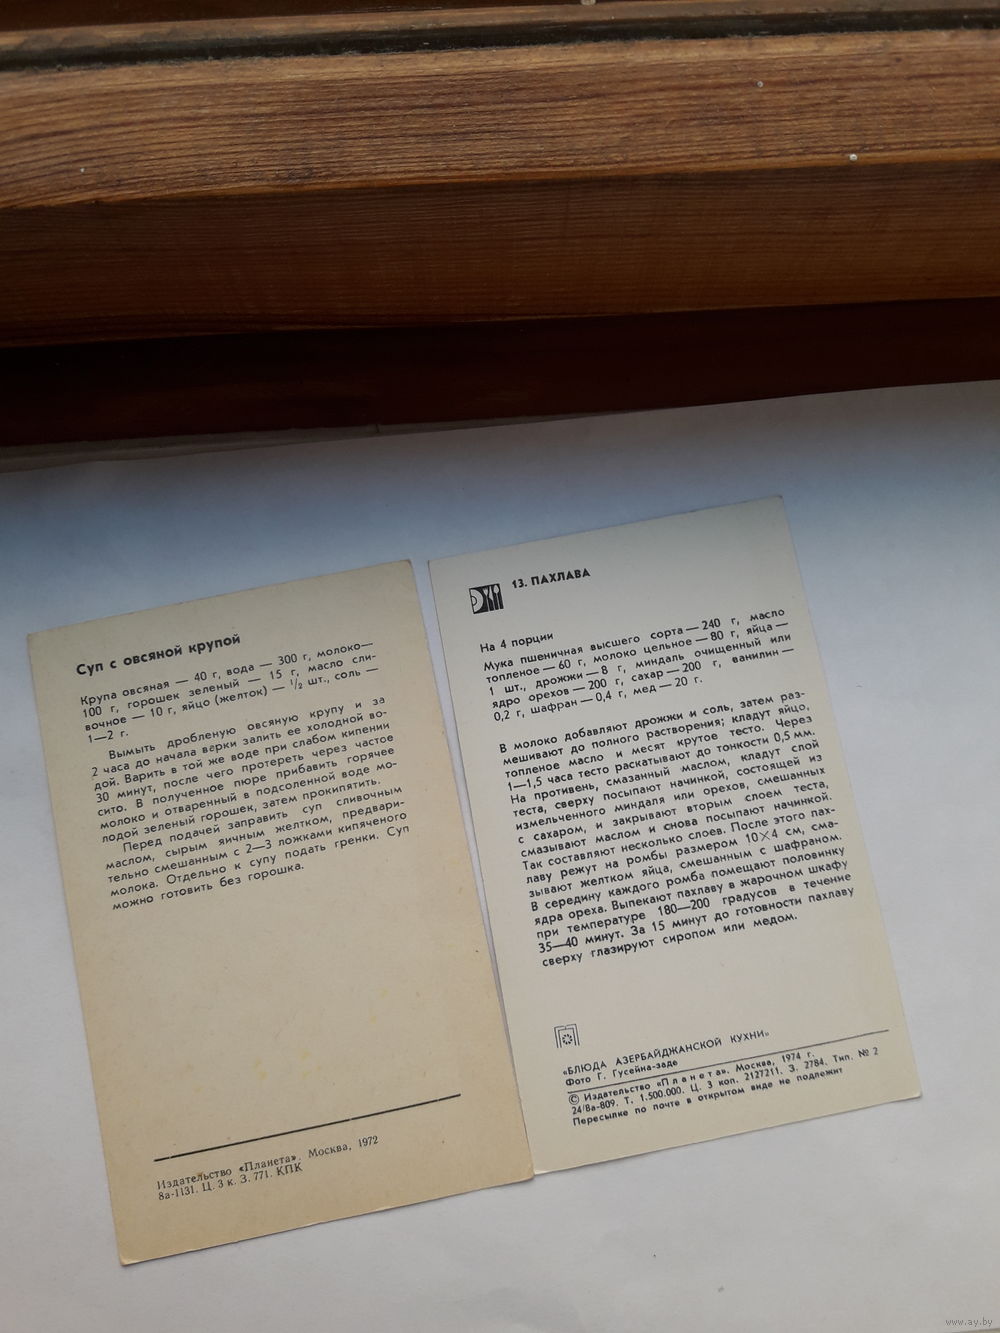 Суп с овсяной крупой
Крупа овсяная — 40 г, вода — 300 г, молоко—
100 г, горошек зеленый — 15 г, масло сли-
вочное — 10 г, яйцо (желток) — ½ шт., соль —
1—2 г.
Вымыть дробленую овсяную крупу и за
2 часа до начала верки залить ее холодной во-
дой. Варить в той же воде при слабом кипении
30 минут, после чего протереть через частое
сито. В полученное пюре прибавить горячее
молоко и отваренный в подсоленной воде мо-
лодой зеленый горошек, затем прокипятить.
Перед подачей заправить суп сливочным
маслом, сырым яичным желтком, предвари-
тельно смешанным с 2—3 ложками кипяченого
молока. Отдельно к супу подать гренки. Суп
можно готовить без горошка.
Издательство «Планета». Москва, 1972
8а-1131. Ц. 3 к. З. 771. КПК
13. ПАХЛАВА
На 4 порции
Мука пшеничная высшего сорта — 240 г, масло
топленое — 60 г, молоко цельное — 80 г, яйца —
1 шт., дрожжи — 8 г, миндаль очищенный или
ядро орехов — 200 г, сахар — 200 г, ванилин —
0,2 г, шафран — 0,4 г, мед — 20 г.
В молоко добавляют дрожжи и соль, затем раз-
мешивают до полного растворения; кладут яйцо,
топленое масло и месят крутое тесто. Через
1—1,5 часа тесто раскатывают до тонкости 0,5 мм.
На противень, смазанный маслом, кладут слой
теста, сверху посыпают начинкой, состоящей из
измельченного миндаля или орехов, смешанных
с сахаром, и закрывают вторым слоем теста,
смазывают маслом и снова посыпают начинкой.
Так составляют несколько слоев. После этого пах-
лаву режут на ромбы размером 10×4 см, сма-
зывают желтком яйца, смешанным с шафраном.
В середину каждого ромба помещают половинку
ядра ореха. Выпекают пахлаву в жарочном шкафу
при температуре 180—200 градусов в течение
35—40 минут. За 15 минут до готовности пахлаву
сверху глазируют сиропом или медом.
«БЛЮДА АЗЕРБАЙДЖАНСКОЙ КУХНИ»
Фото Г. Гусейна-заде
© Издательство «Планета». Москва, 1974 г.
24/8а-809. Т. 1.500.000. Ц. 3 коп. 2127211. З. 2784. Тип. № 2
Пересылке по почте в открытом виде не подлежит
www.ay.by